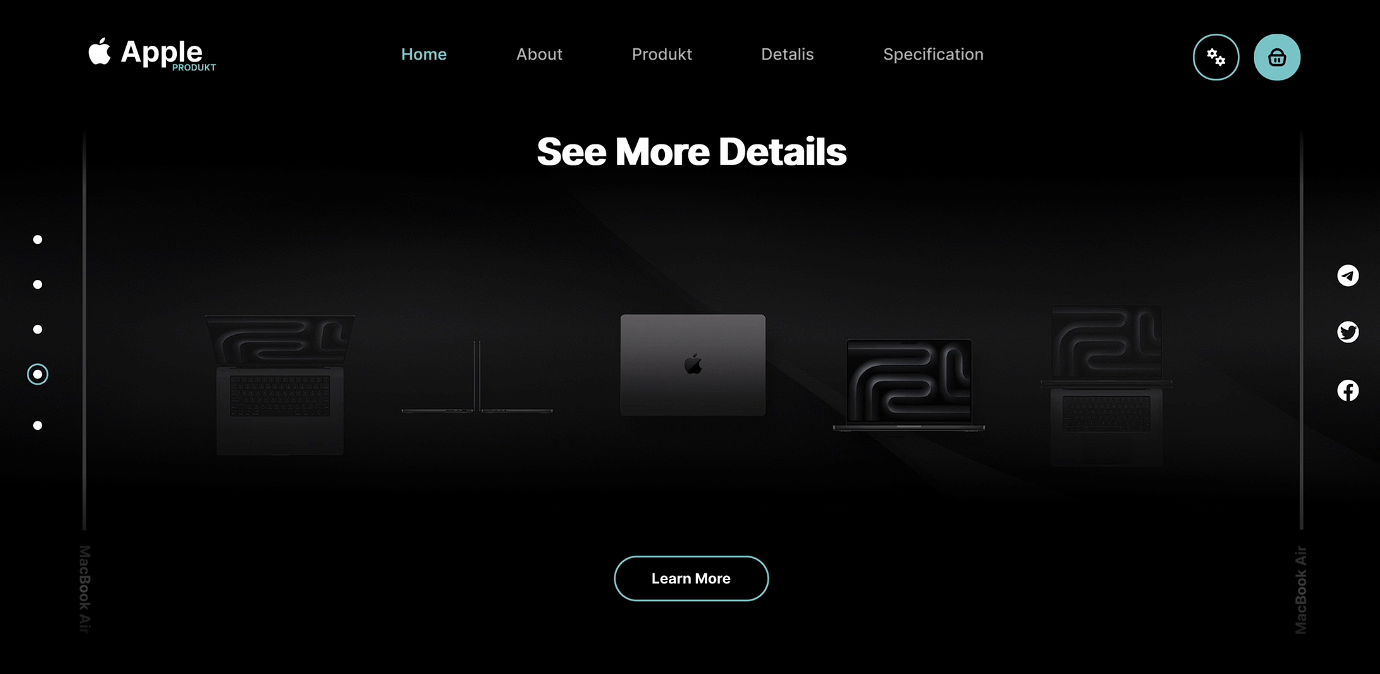 Apple
PRODUKT
Home
About
Produkt
Detalis
Specification
See More Details
Learn More
MacBook Air
MacBook Air